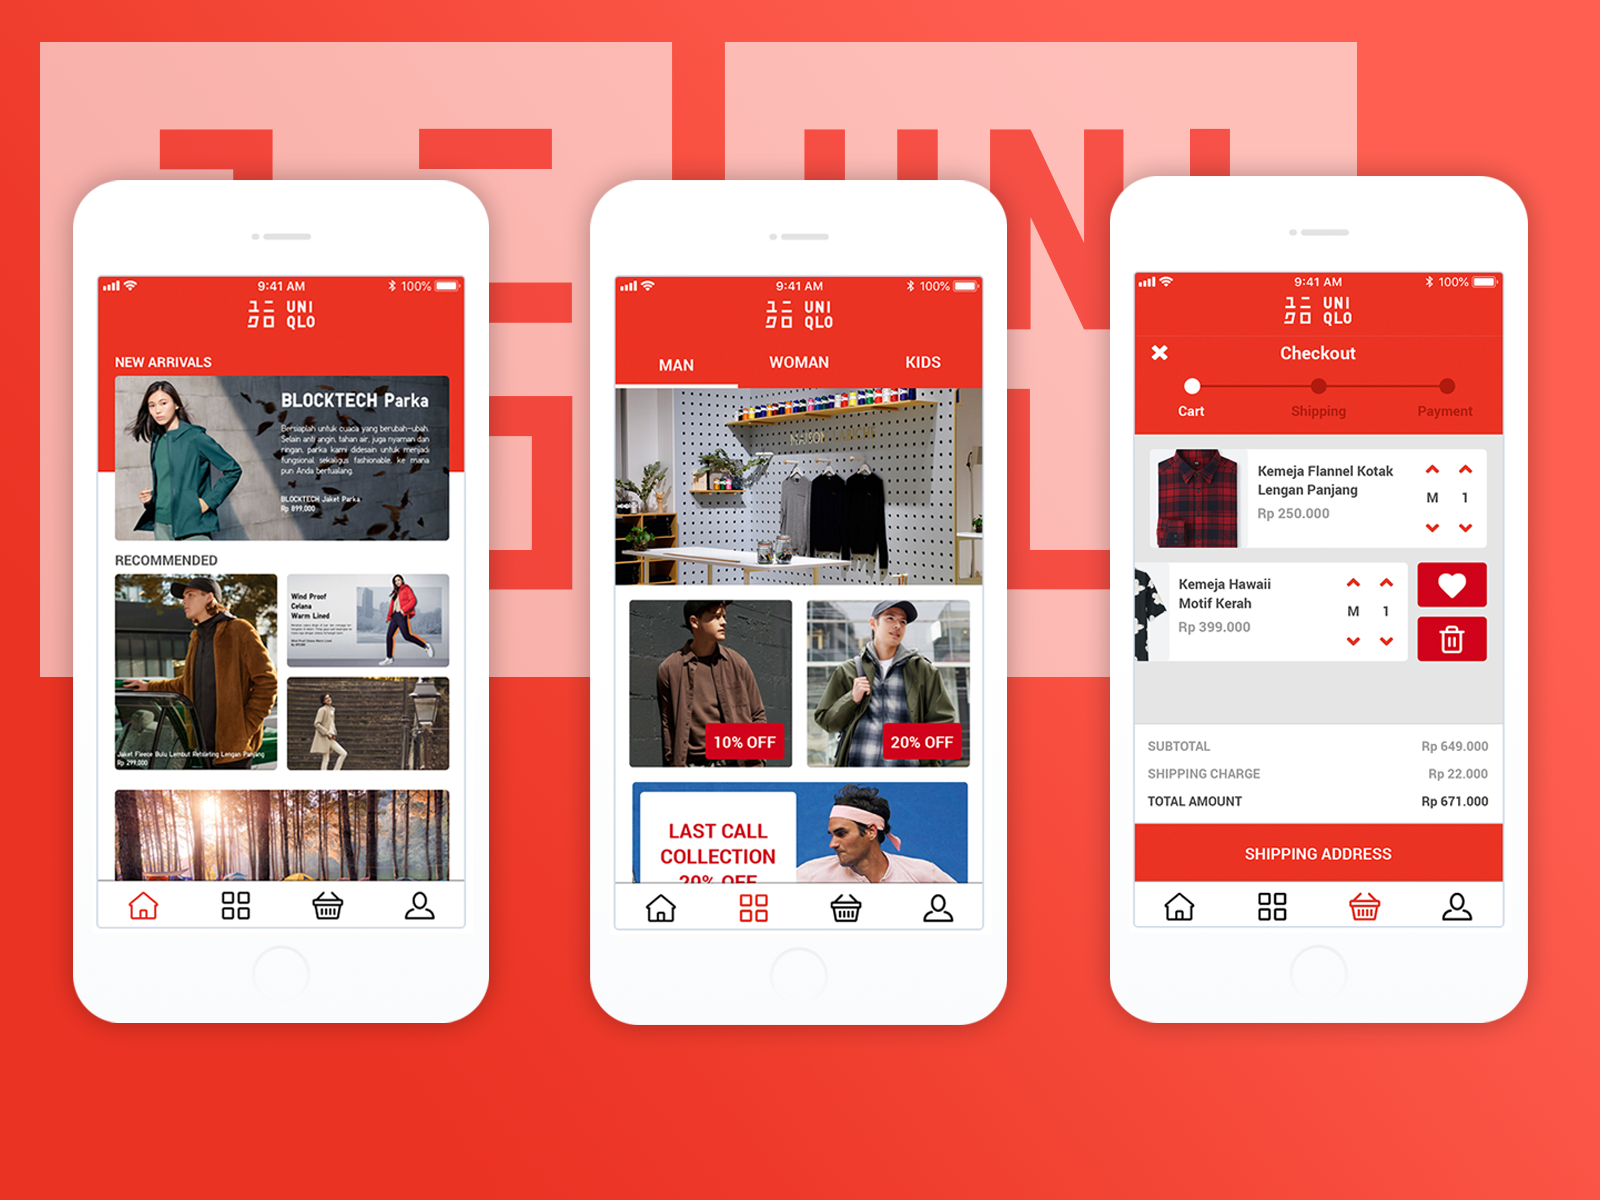 ユニ UNI
9:41 AM
100%
ユニ UNI
クロ QLO
NEW ARRIVALS
BLOCKTECH Parka
Bersiaplah untuk cuaca yang berubah-ubah.
Selain anti angin, tahan air, juga nyaman dan
ringan, parka kami didesain untuk menjadi
fungsional sekaligus fashionable, ke mana
pun Anda bertualang.
BLOCKTECH Jaket Parka
Rp 899,000
RECOMMENDED
Jaket Fleece Bulu Lembut Retsleting Lengan Panjang
Rp 299,000
Wind Proof
Celana
Warm Lined
9:41 AM
100%
ユニ UNI
クロ QLO
MAN
WOMAN
KIDS
MAISON
10% OFF
20% OFF
LAST CALL
COLLECTION
20% OFF
9:41 AM
100%
ユニ UNI
クロ QLO
Checkout
Cart
Shipping
Payment
Kemeja Flannel Kotak
Lengan Panjang
Rp 250.000
M 1
Kemeja Hawaii
Motif Kerah
Rp 399.000
M 1
SUBTOTAL Rp 649.000
SHIPPING CHARGE Rp 22.000
TOTAL AMOUNT Rp 671.000
SHIPPING ADDRESS